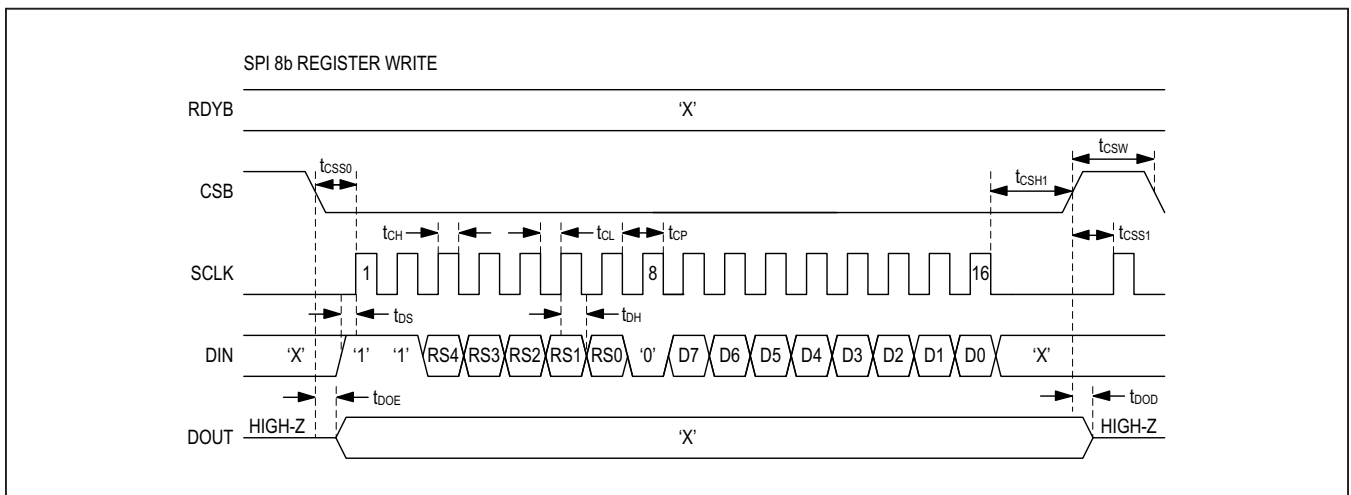 SPI 8b REGISTER WRITE
RDYB ‘X’
tCSS0 tCSW
CSB tCSH1
tCH tCL tCP tCSS1
SCLK 1 8 16
tDS tDH
DIN ‘X’ ‘1’ ‘1’ RS4 RS3 RS2 RS1 RS0 ‘0’ D7 D6 D5 D4 D3 D2 D1 D0 ‘X’
tDOE tDOD
HIGH-Z HIGH-Z
DOUT ‘X’